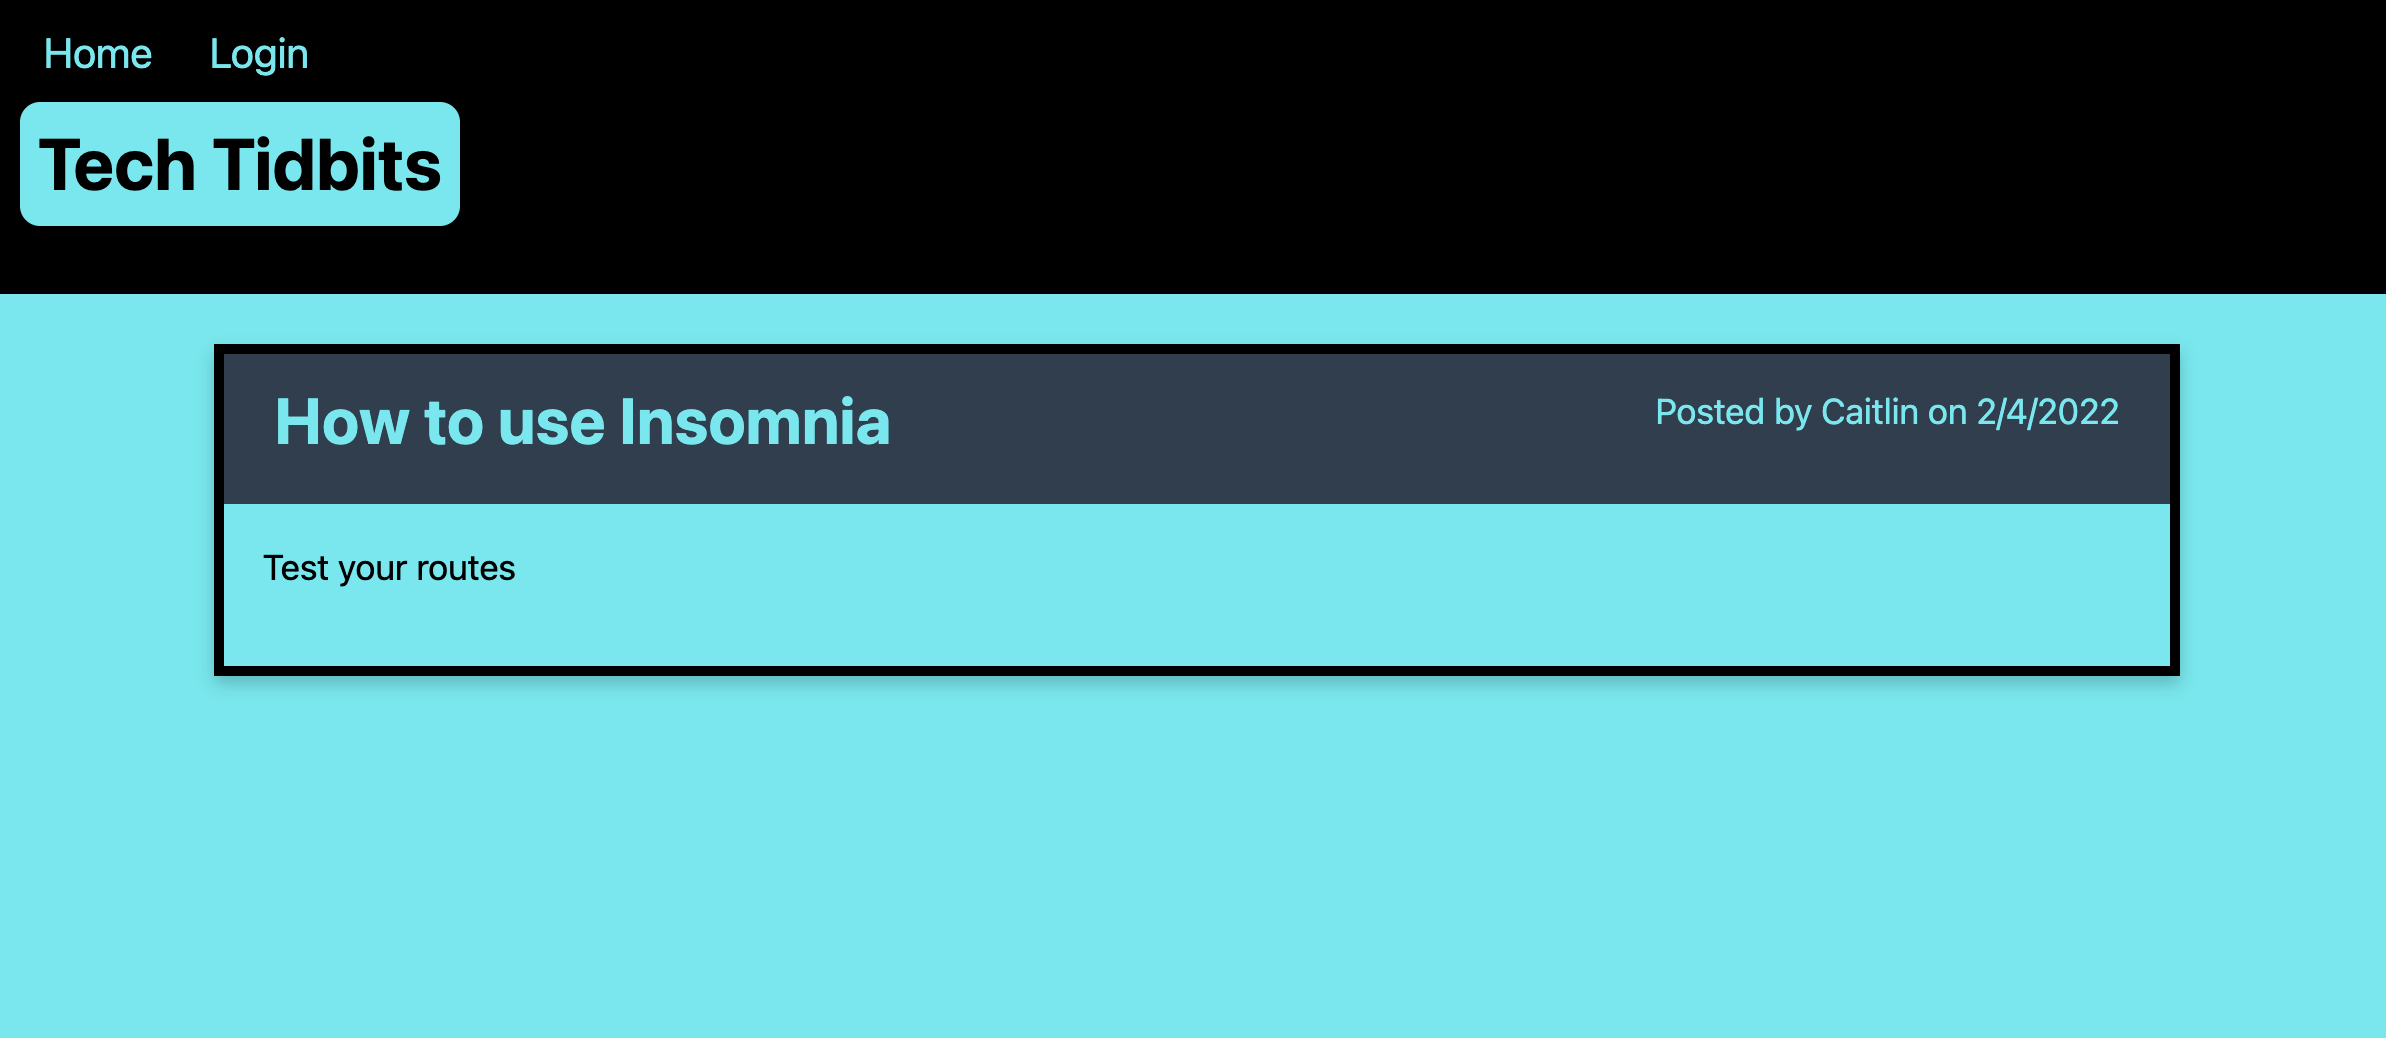 Home Login
Tech Tidbits
How to use Insomnia
Posted by Caitlin on 2/4/2022
Test your routes